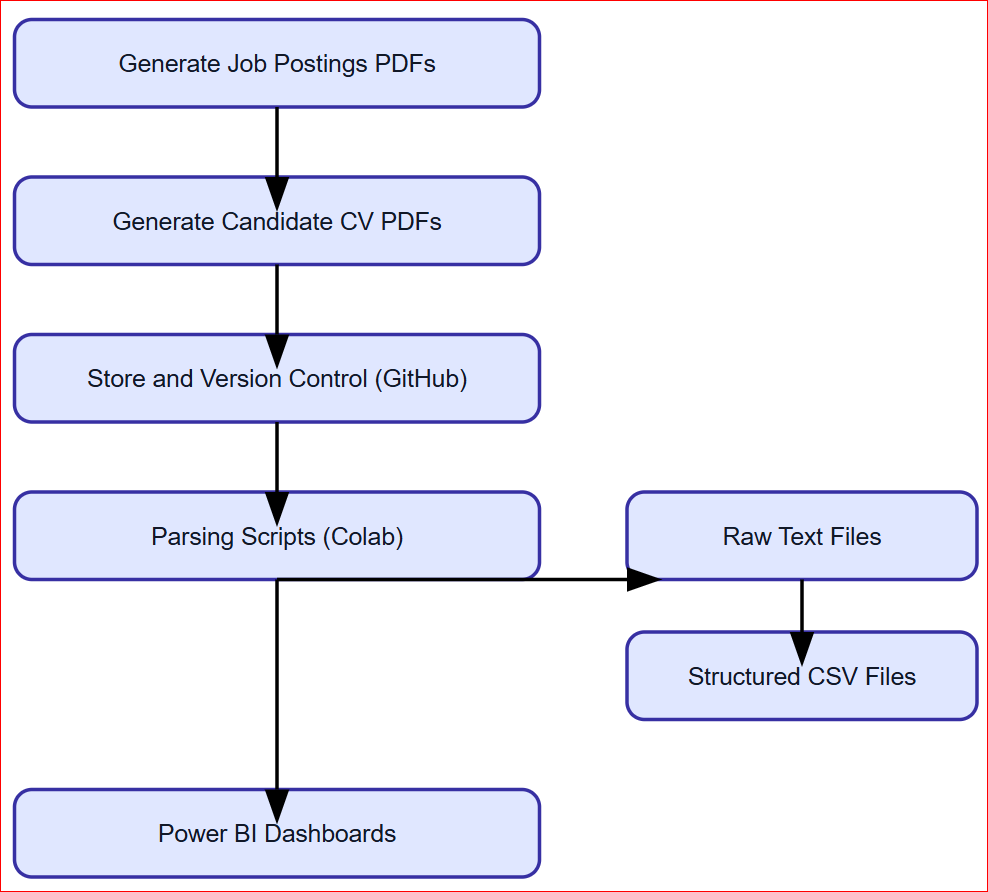 Generate Job Postings PDFs
Generate Candidate CV PDFs
Store and Version Control (GitHub)
Parsing Scripts (Colab)
Raw Text Files
Structured CSV Files
Power BI Dashboards